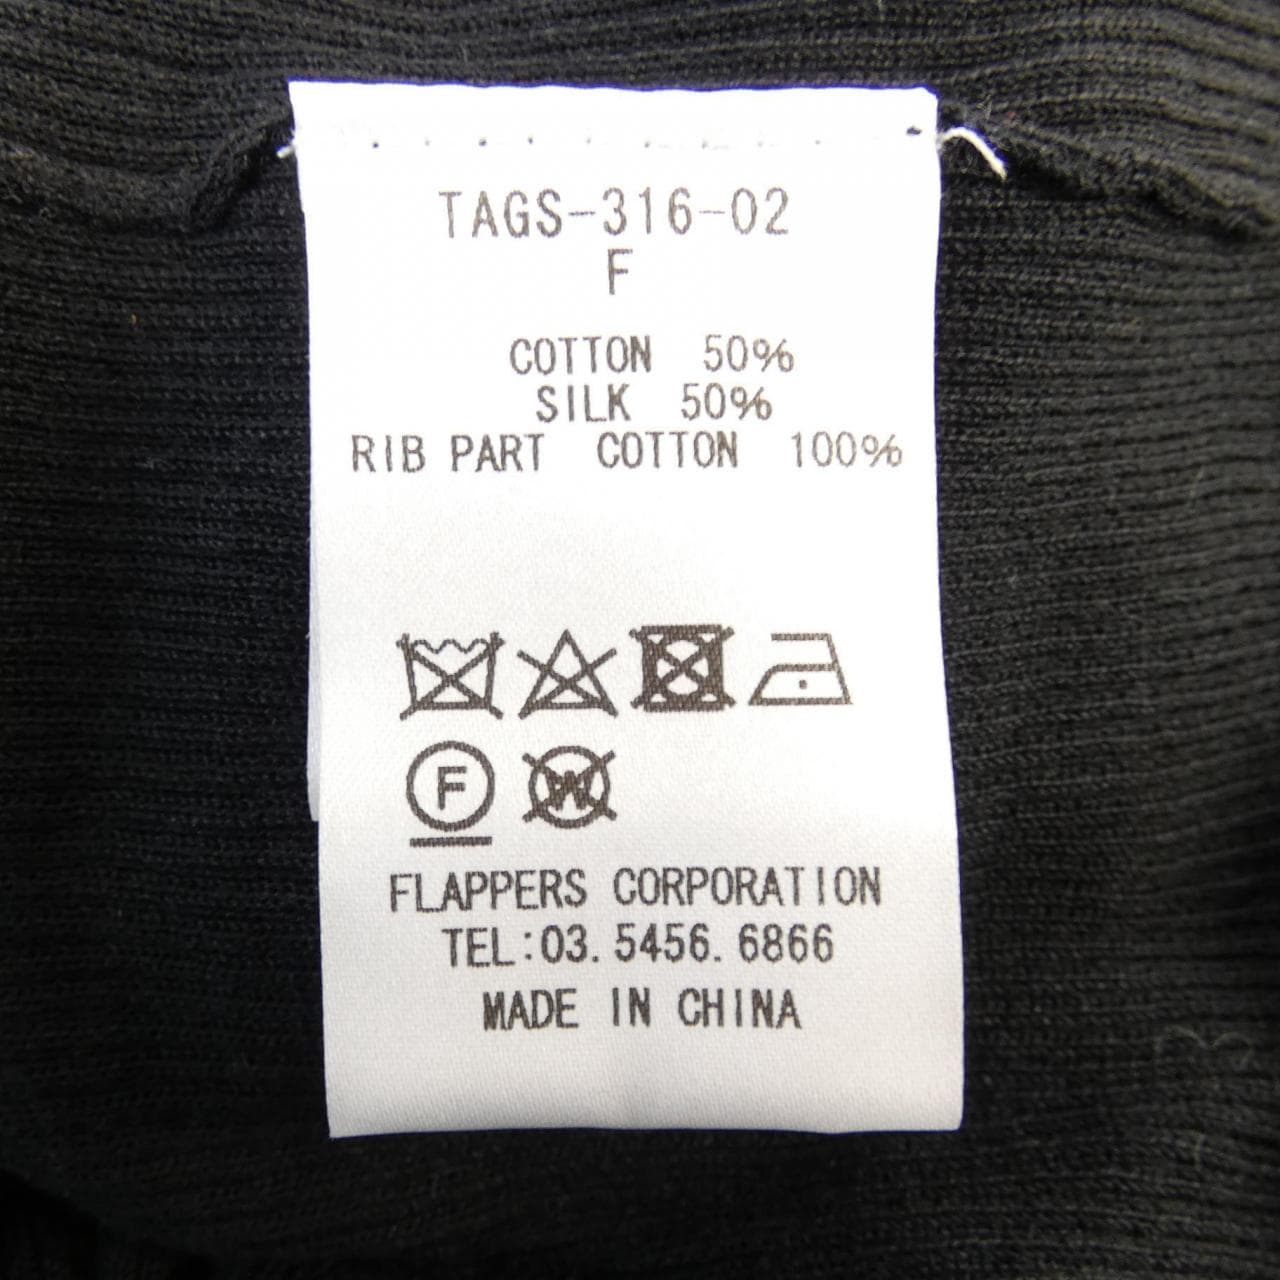 TAGS-316-02
F
COTTON 50%
SILK 50%
RIB PART COTTON 100%
F W
FLAPPERS CORPORATION
TEL:03. 5456. 6866
MADE IN CHINA